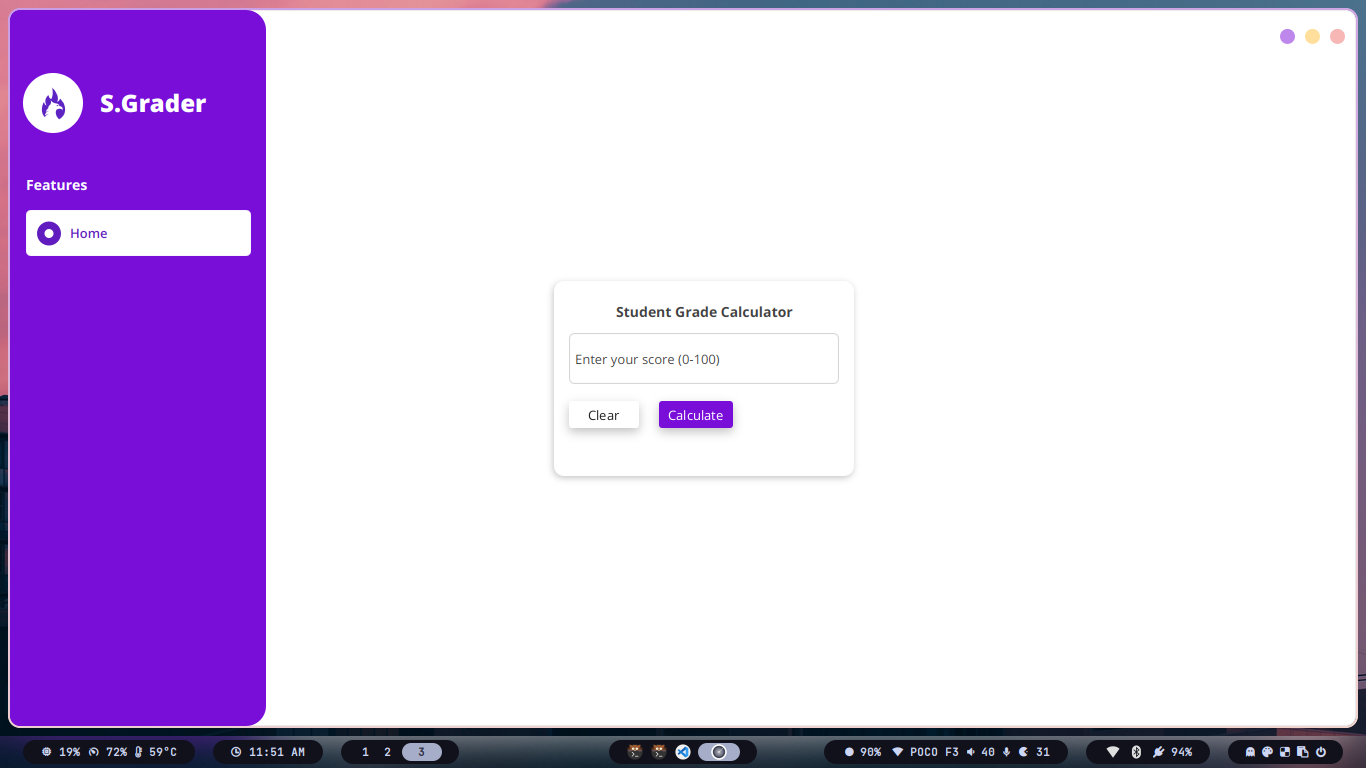 S.Grader
Features
Home
Student Grade Calculator
Enter your score (0-100)
Clear
Calculate
19% 72% 59°C
11:51 AM
1 2 3
90% POCO F3 40 31
94%